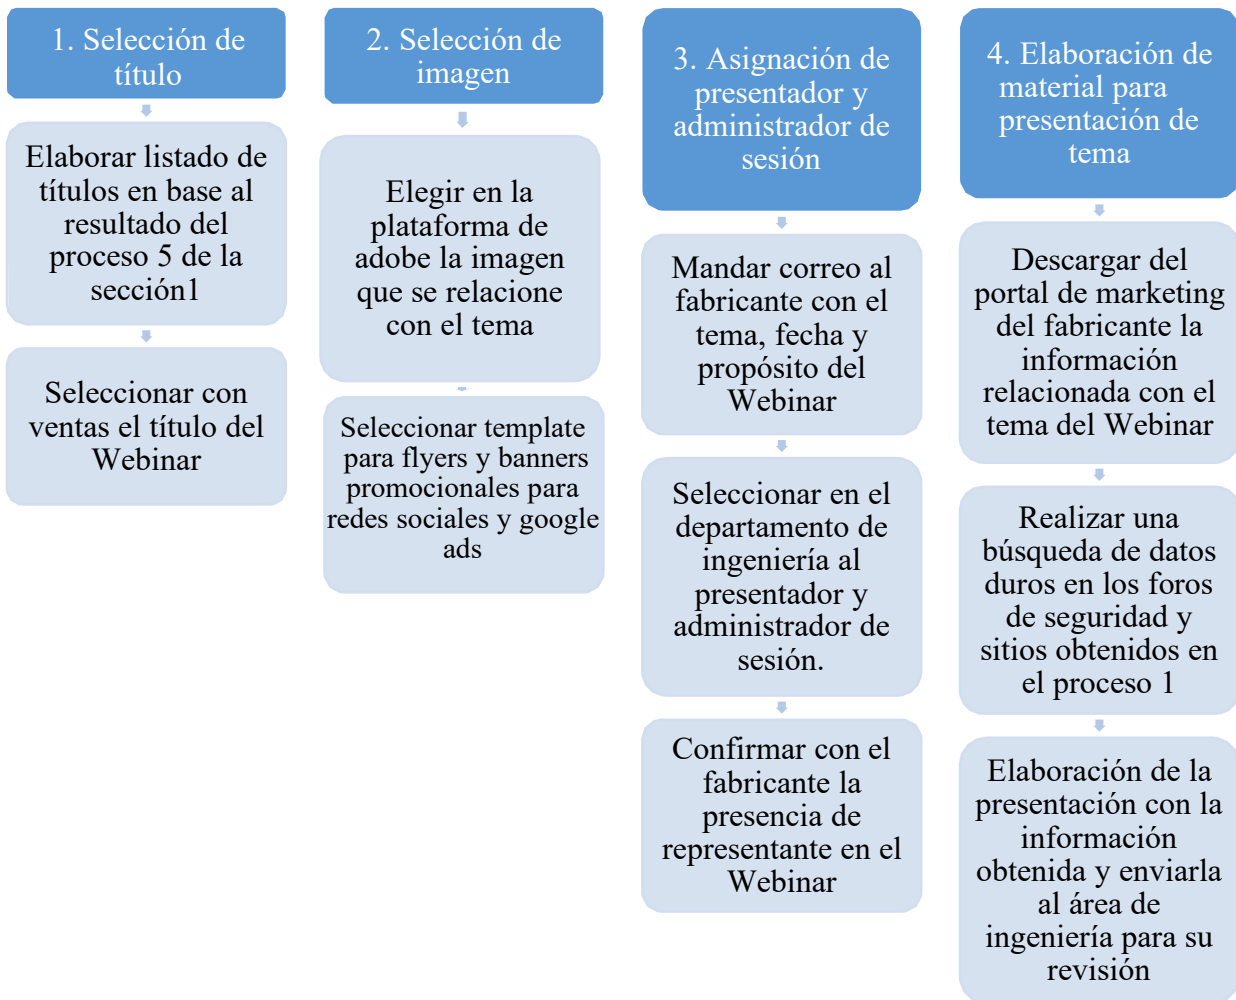 1. Selección de
título
Elaborar listado de
títulos en base al
resultado del
proceso 5 de la
sección1
Seleccionar con
ventas el título del
Webinar
2. Selección de
imagen
Elegir en la
plataforma de
adobe la imagen
que se relacione
con el tema
Seleccionar template
para flyers y banners
promocionales para
redes sociales y google
ads
3. Asignación de
presentador y
administrador de
sesión
Mandar correo al
fabricante con el
tema, fecha y
propósito del
Webinar
Seleccionar en el
departamento de
ingeniería al
presentador y
administrador de
sesión.
Confirmar con el
fabricante la
presencia de
representante en el
Webinar
4. Elaboración de
material para
presentación de
tema
Descargar del
portal de marketing
del fabricante la
información
relacionada con el
tema del Webinar
Realizar una
búsqueda de datos
duros en los foros
de seguridad y
sitios obtenidos en
el proceso 1
Elaboración de la
presentación con la
información
obtenida y enviarla
al área de
ingeniería para su
revisión